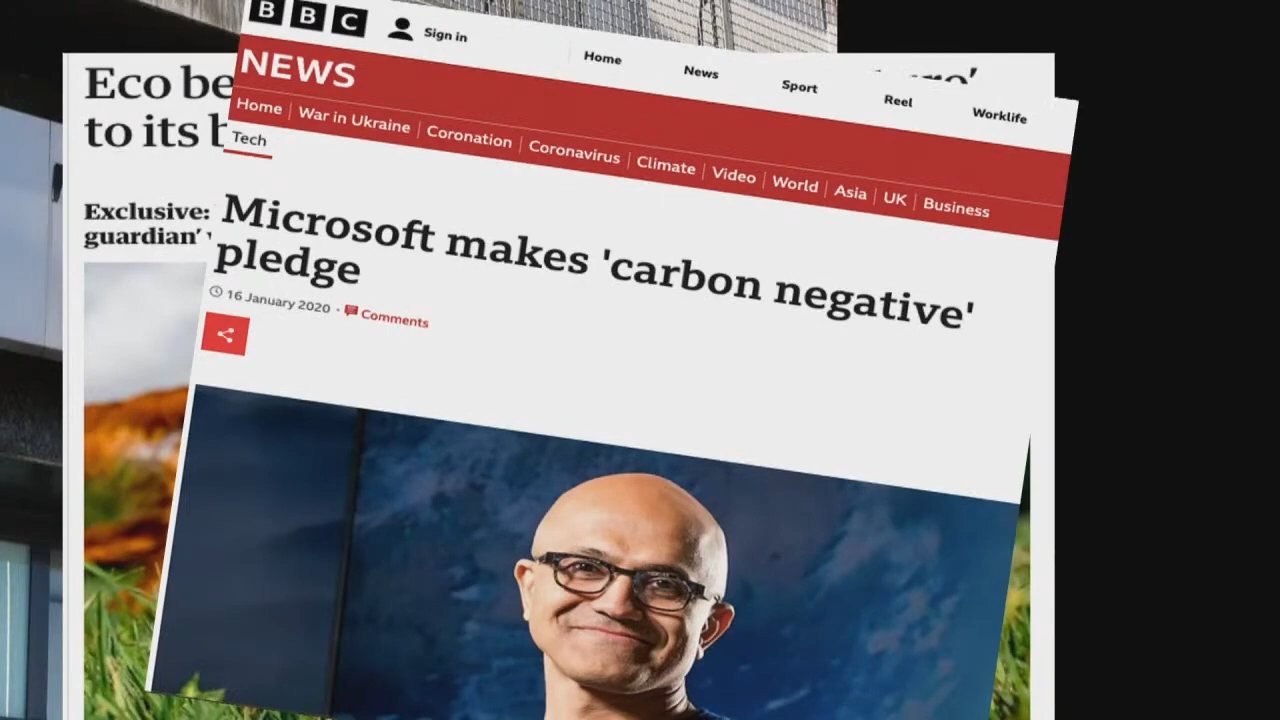 BBC Sign in Home News Sport Reel Worklife
NEWS
Home War in Ukraine Coronation Coronavirus Climate Video World Asia UK Business
Tech
Microsoft makes 'carbon negative'
pledge
16 January 2020 · Comments
Eco be
to its b
Exclusive:
guardian'